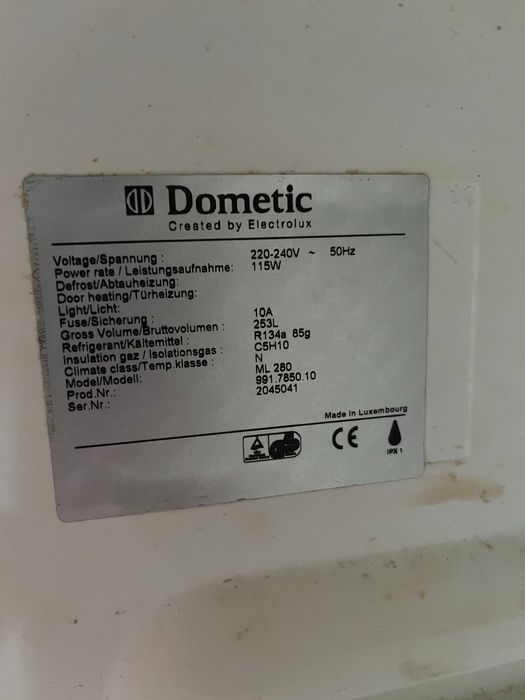 Dometic
Created by Electrolux
Voltage/Spannung : 220-240V ~ 50Hz
Power rate / Leistungsaufnahme: 115W
Defrost/Abtauheizung:
Door heating/Türheizung:
Light/Licht:
Fuse/Sicherung : 10A
Gross Volume/Bruttovolumen : 253L
Refrigerant/Kältemittel : R134a 85g
Insulation gas / Isolationsgas : C5H10
Climate class/Temp.klasse : N
Model/Modell: ML 280
Prod.Nr.: 991.7850.10
Ser.Nr.: 2045041
Made in Luxembourg
GS
CE
IPX 1